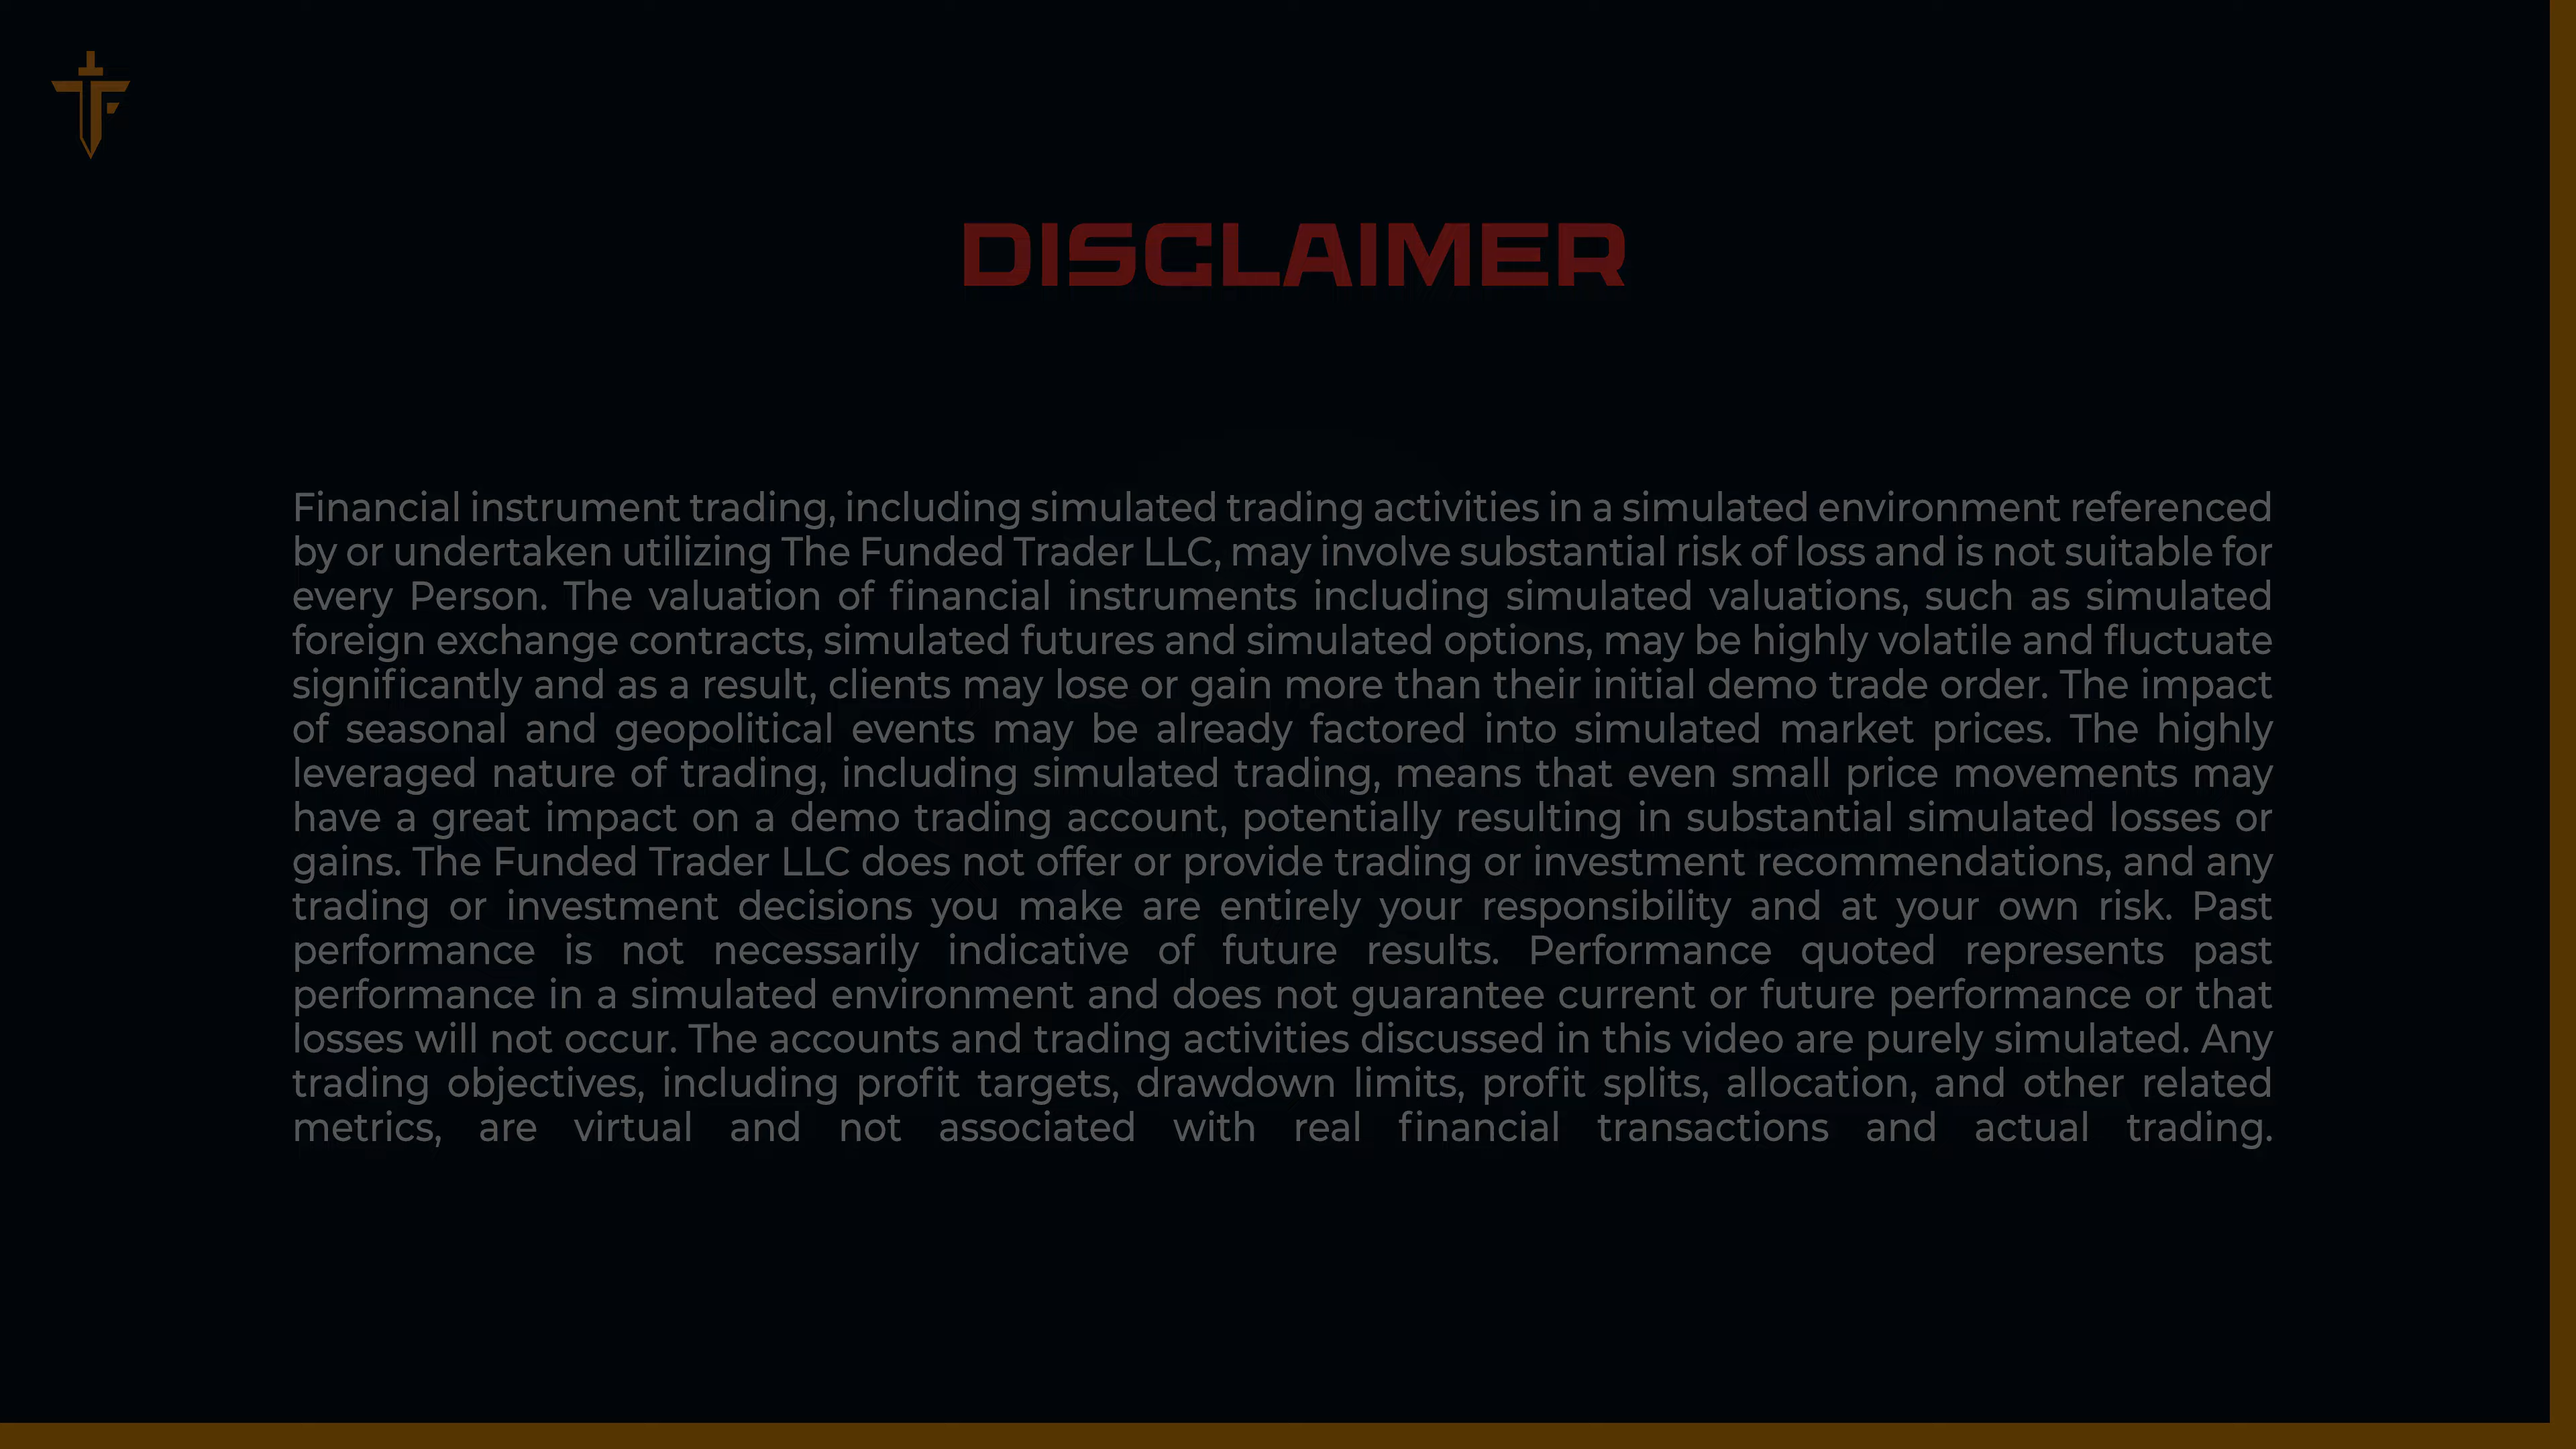 DISCLAIMER
Financial instrument trading, including simulated trading activities in a simulated environment referenced
by or undertaken utilizing The Funded Trader LLC, may involve substantial risk of loss and is not suitable for
every Person. The valuation of financial instruments including simulated valuations, such as simulated
foreign exchange contracts, simulated futures and simulated options, may be highly volatile and fluctuate
significantly and as a result, clients may lose or gain more than their initial demo trade order. The impact
of seasonal and geopolitical events may be already factored into simulated market prices. The highly
leveraged nature of trading, including simulated trading, means that even small price movements may
have a great impact on a demo trading account, potentially resulting in substantial simulated losses or
gains. The Funded Trader LLC does not offer or provide trading or investment recommendations, and any
trading or investment decisions you make are entirely your responsibility and at your own risk. Past
performance is not necessarily indicative of future results. Performance quoted represents past
performance in a simulated environment and does not guarantee current or future performance or that
losses will not occur. The accounts and trading activities discussed in this video are purely simulated. Any
trading objectives, including profit targets, drawdown limits, profit splits, allocation, and other related
metrics, are virtual and not associated with real financial transactions and actual trading.